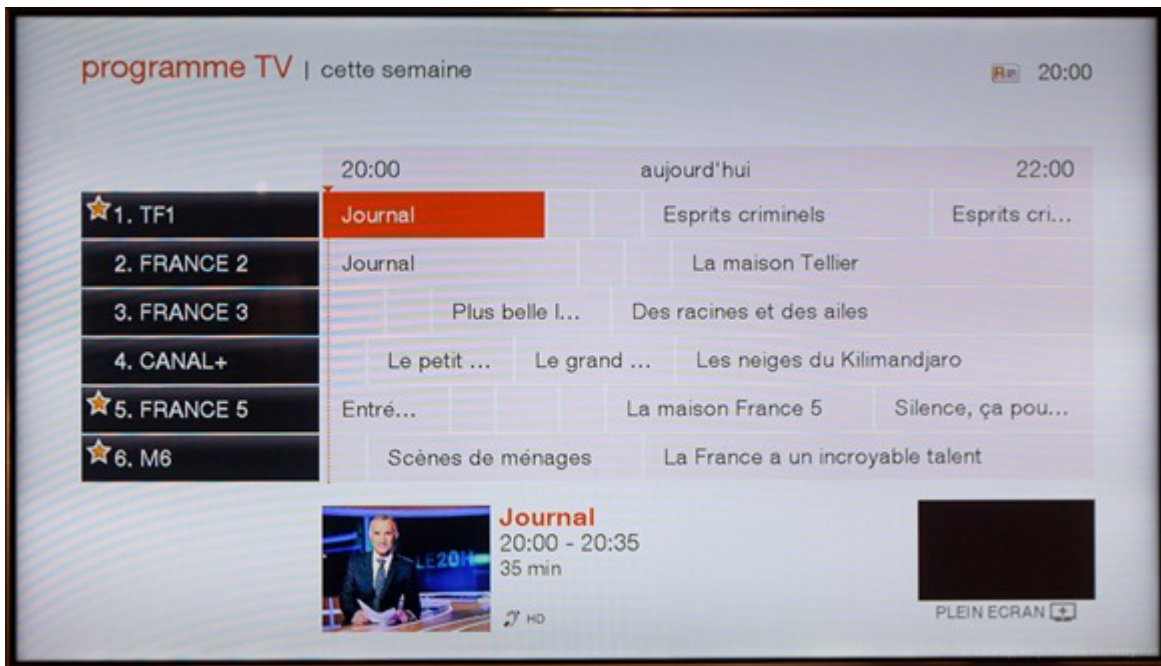 programme TV | cette semaine 20:00
20:00 aujourd'hui 22:00
1. TF1 Journal Esprits criminels Esprits cri...
2. FRANCE 2 Journal La maison Tellier
3. FRANCE 3 Plus belle l... Des racines et des ailes
4. CANAL+ Le petit ... Le grand ... Les neiges du Kilimandjaro
5. FRANCE 5 Entré... La maison France 5 Silence, ça pou...
6. M6 Scènes de ménages La France a un incroyable talent
Journal
20:00 - 20:35
LE20H
35 min
HD
PLEIN ECRAN